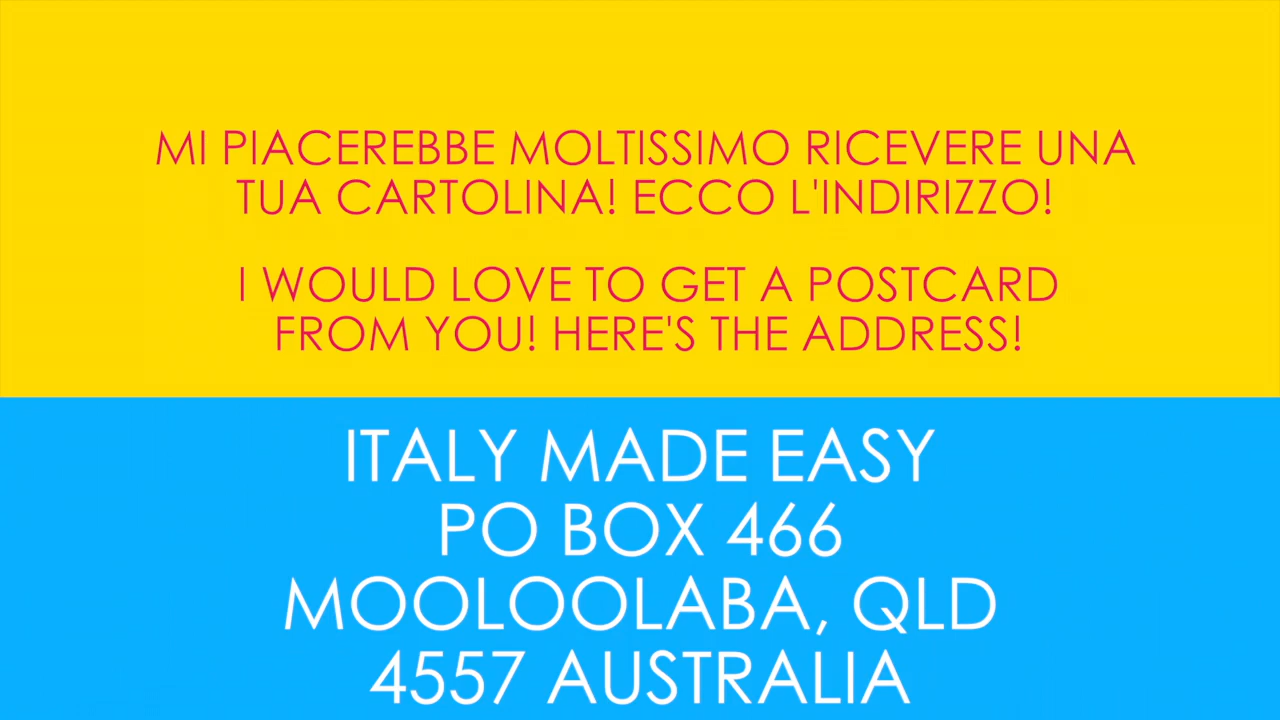 MI PIACEREBBE MOLTISSIMO RICEVERE UNA
TUA CARTOLINA! ECCO L'INDIRIZZO!
I WOULD LOVE TO GET A POSTCARD
FROM YOU! HERE'S THE ADDRESS!
ITALY MADE EASY
PO BOX 466
MOOLOOLABA, QLD
4557 AUSTRALIA